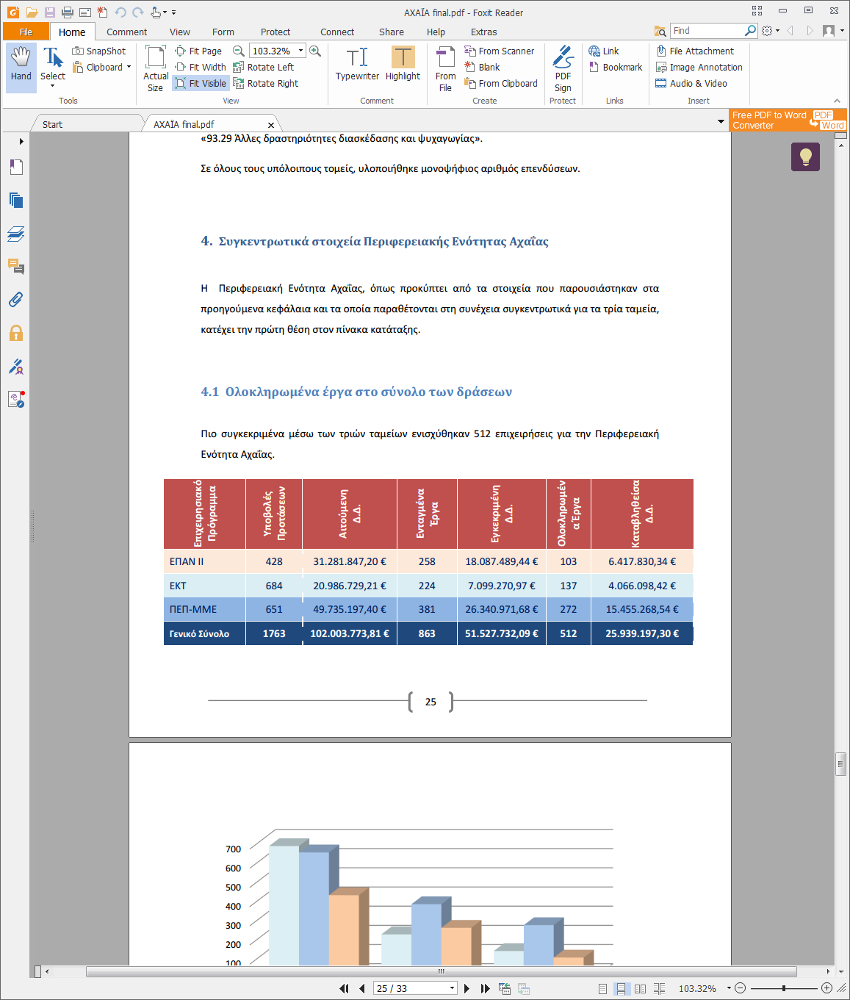 ΑΧΑΪΑ final.pdf - Foxit Reader
File Home Comment View Form Protect Connect Share Help Extras Find
Hand
Select
SnapShot
Clipboard
Tools
Actual Size
Fit Page
Fit Width
Fit Visible
103.32%
Rotate Left
Rotate Right
View
Typewriter
Highlight
Comment
From File
From Scanner
Blank
From Clipboard
Create
PDF Sign
Protect
Link
Bookmark
Links
File Attachment
Image Annotation
Audio & Video
Insert
Start
ΑΧΑΪΑ final.pdf
Free PDF to Word Converter
PDF
Word
«93.29 Άλλες δραστηριότητες διασκέδασης και ψυχαγωγίας».
Σε όλους τους υπόλοιπους τομείς, υλοποιήθηκε μονοψήφιος αριθμός επενδύσεων.
4. Συγκεντρωτικά στοιχεία Περιφερειακής Ενότητας Αχαΐας
Η Περιφερειακή Ενότητα Αχαΐας, όπως προκύπτει από τα στοιχεία που παρουσιάστηκαν στα
προηγούμενα κεφάλαια και τα οποία παραθέτονται στη συνέχεια συγκεντρωτικά για τα τρία ταμεία,
κατέχει την πρώτη θέση στον πίνακα κατάταξης.
4.1 Ολοκληρωμένα έργα στο σύνολο των δράσεων
Πιο συγκεκριμένα μέσω των τριών ταμείων ενισχύθηκαν 512 επιχειρήσεις για την Περιφερειακή
Ενότητα Αχαΐας.
Επιχειρησιακό Πρόγραμμα
Υποβολές Προτάσεων
Αιτούμενη Δ.Δ.
Ενταγμένα Έργα
Εγκεκριμένη Δ.Δ.
Ολοκληρωμέν α Έργα
Καταβληθείσα Δ.Δ.
ΕΠΑΝ ΙΙ 428 31.281.847,20 € 258 18.087.489,44 € 103 6.417.830,34 €
ΕΚΤ 684 20.986.729,21 € 224 7.099.270,97 € 137 4.066.098,42 €
ΠΕΠ-ΜΜΕ 651 49.735.197,40 € 381 26.340.971,68 € 272 15.455.268,54 €
Γενικό Σύνολο 1763 102.003.773,81 € 863 51.527.732,09 € 512 25.939.197,30 €
25
700
600
500
400
300
200
100
25 / 33
103.32%